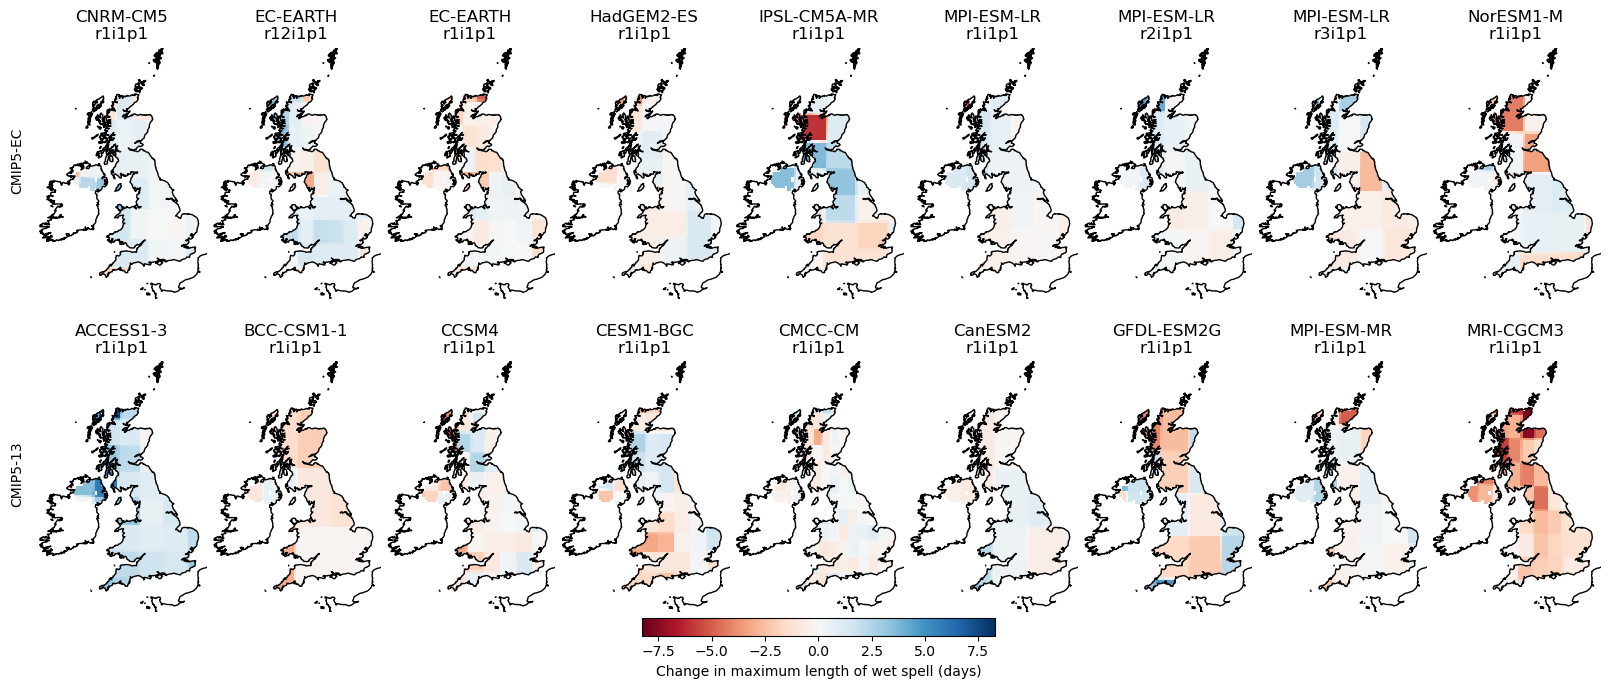 CNRM-CM5
r1i1p1
EC-EARTH
r12i1p1
EC-EARTH
r1i1p1
HadGEM2-ES
r1i1p1
IPSL-CM5A-MR
r1i1p1
MPI-ESM-LR
r1i1p1
MPI-ESM-LR
r2i1p1
MPI-ESM-LR
r3i1p1
NorESM1-M
r1i1p1
CMIP5-EC
ACCESS1-3
r1i1p1
BCC-CSM1-1
r1i1p1
CCSM4
r1i1p1
CESM1-BGC
r1i1p1
CMCC-CM
r1i1p1
CanESM2
r1i1p1
GFDL-ESM2G
r1i1p1
MPI-ESM-MR
r1i1p1
MRI-CGCM3
r1i1p1
CMIP5-13
−7.5 −5.0 −2.5 0.0 2.5 5.0 7.5
Change in maximum length of wet spell (days)